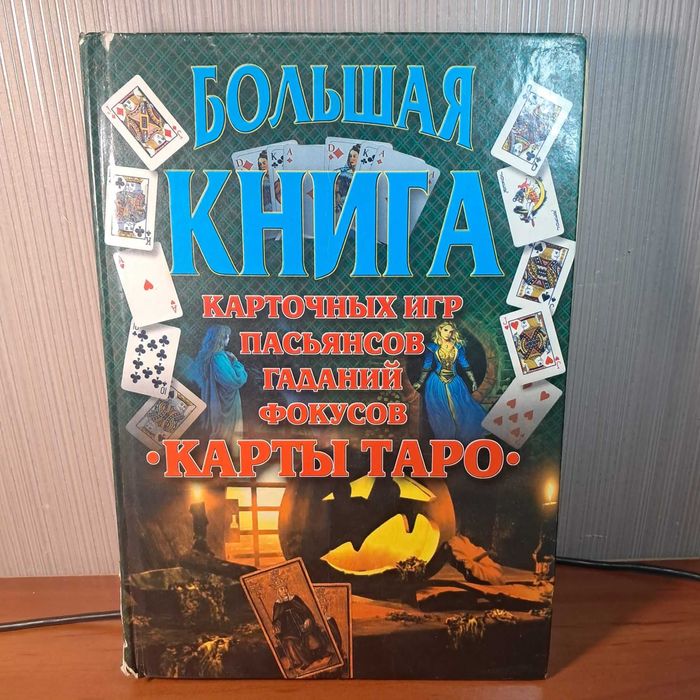 БОЛЬШАЯ
КНИГА
КАРТОЧНЫХ ИГР
ПАСЬЯНСОВ
ГАДАНИЙ
ФОКУСОВ
•КАРТЫ ТАРО•